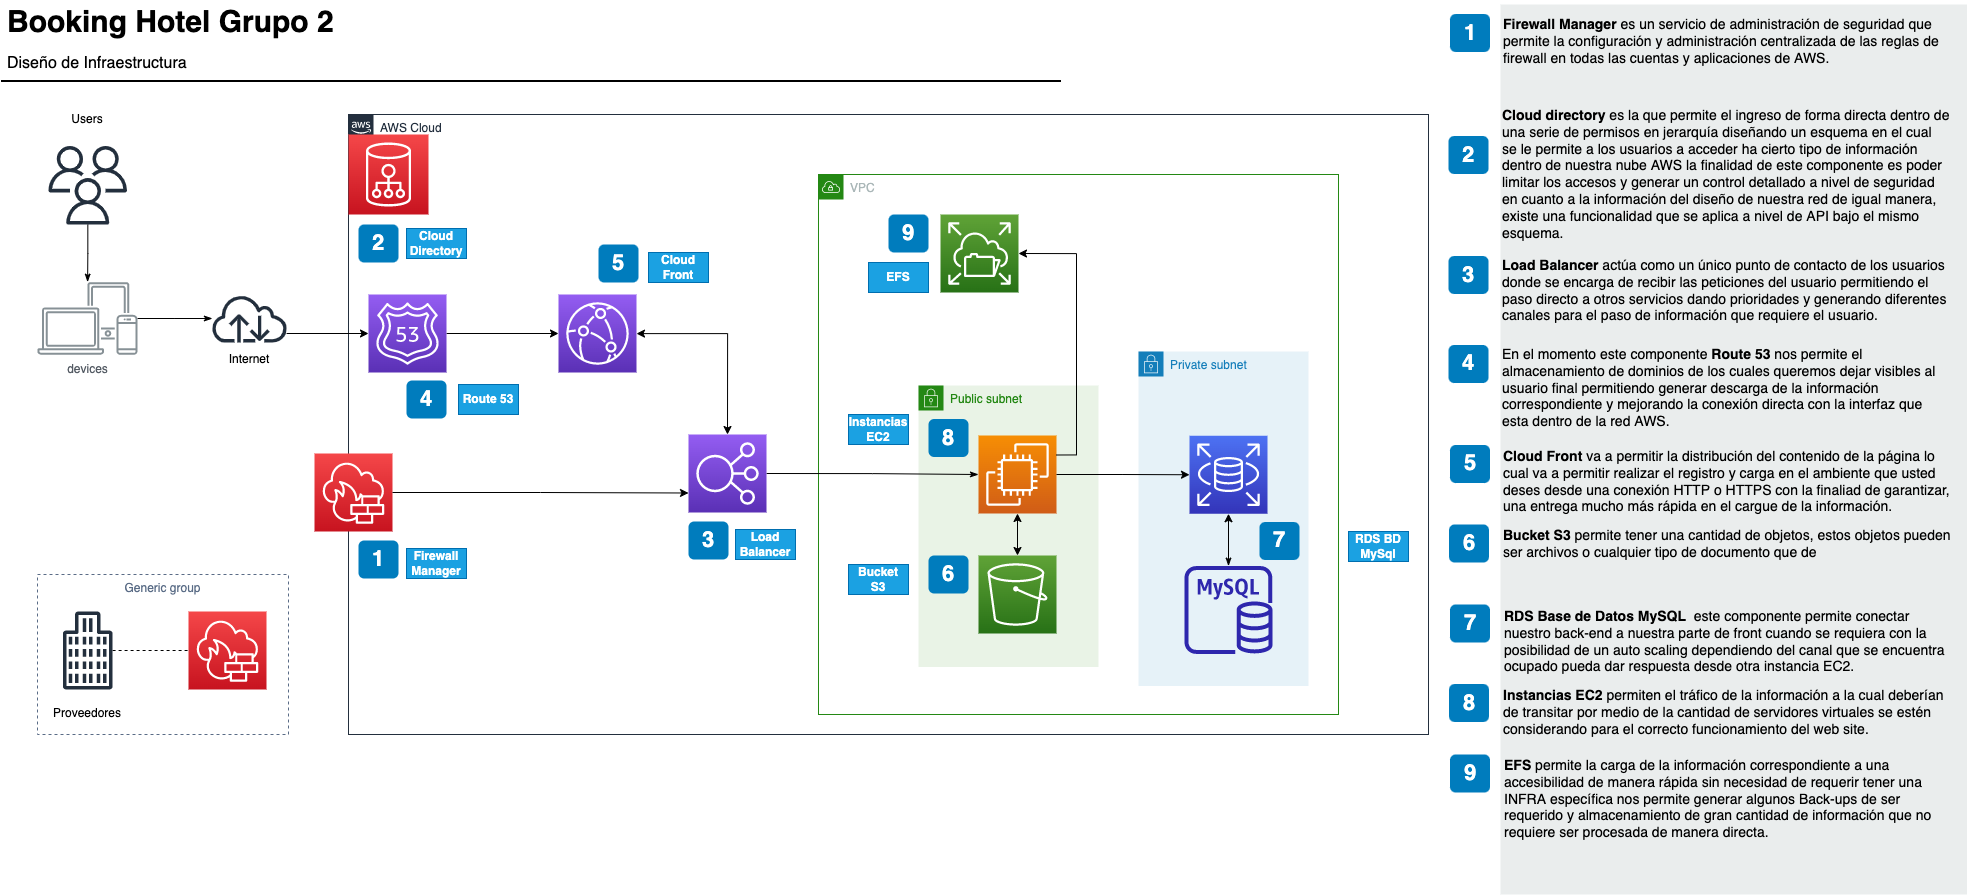 Booking Hotel Grupo 2
Diseño de Infraestructura
Users
devices
Internet
aws
AWS Cloud
2
Cloud
Directory
5
Cloud
Front
53
4
Route 53
1
Firewall
Manager
3
Load
Balancer
Generic group
Proveedores
VPC
9
EFS
Public subnet
Instancias
EC2
8
Bucket
S3
6
Private subnet
7
MySQL
RDS BD
MySql
1
Firewall Manager es un servicio de administración de seguridad que
permite la configuración y administración centralizada de las reglas de
firewall en todas las cuentas y aplicaciones de AWS.
2
Cloud directory es la que permite el ingreso de forma directa dentro de
una serie de permisos en jerarquía diseñando un esquema en el cual
se le permite a los usuarios a acceder ha cierto tipo de información
dentro de nuestra nube AWS la finalidad de este componente es poder
limitar los accesos y generar un control detallado a nivel de seguridad
en cuanto a la información del diseño de nuestra red de igual manera,
existe una funcionalidad que se aplica a nivel de API bajo el mismo
esquema.
3
Load Balancer actúa como un único punto de contacto de los usuarios
donde se encarga de recibir las peticiones del usuario permitiendo el
paso directo a otros servicios dando prioridades y generando diferentes
canales para el paso de información que requiere el usuario.
4
En el momento este componente Route 53 nos permite el
almacenamiento de dominios de los cuales queremos dejar visibles al
usuario final permitiendo generar descarga de la información
correspondiente y mejorando la conexión directa con la interfaz que
esta dentro de la red AWS.
5
Cloud Front va a permitir la distribución del contenido de la página lo
cual va a permitir realizar el registro y carga en el ambiente que usted
deses desde una conexión HTTP o HTTPS con la finaliad de garantizar,
una entrega mucho más rápida en el cargue de la información.
6
Bucket S3 permite tener una cantidad de objetos, estos objetos pueden
ser archivos o cualquier tipo de documento que de
7
RDS Base de Datos MySQL  este componente permite conectar
nuestro back-end a nuestra parte de front cuando se requiera con la
posibilidad de un auto scaling dependiendo del canal que se encuentra
ocupado pueda dar respuesta desde otra instancia EC2.
8
Instancias EC2 permiten el tráfico de la información a la cual deberían
de transitar por medio de la cantidad de servidores virtuales se estén
considerando para el correcto funcionamiento del web site.
9
EFS permite la carga de la información correspondiente a una
accesibilidad de manera rápida sin necesidad de requerir tener una
INFRA específica nos permite generar algunos Back-ups de ser
requerido y almacenamiento de gran cantidad de información que no
requiere ser procesada de manera directa.